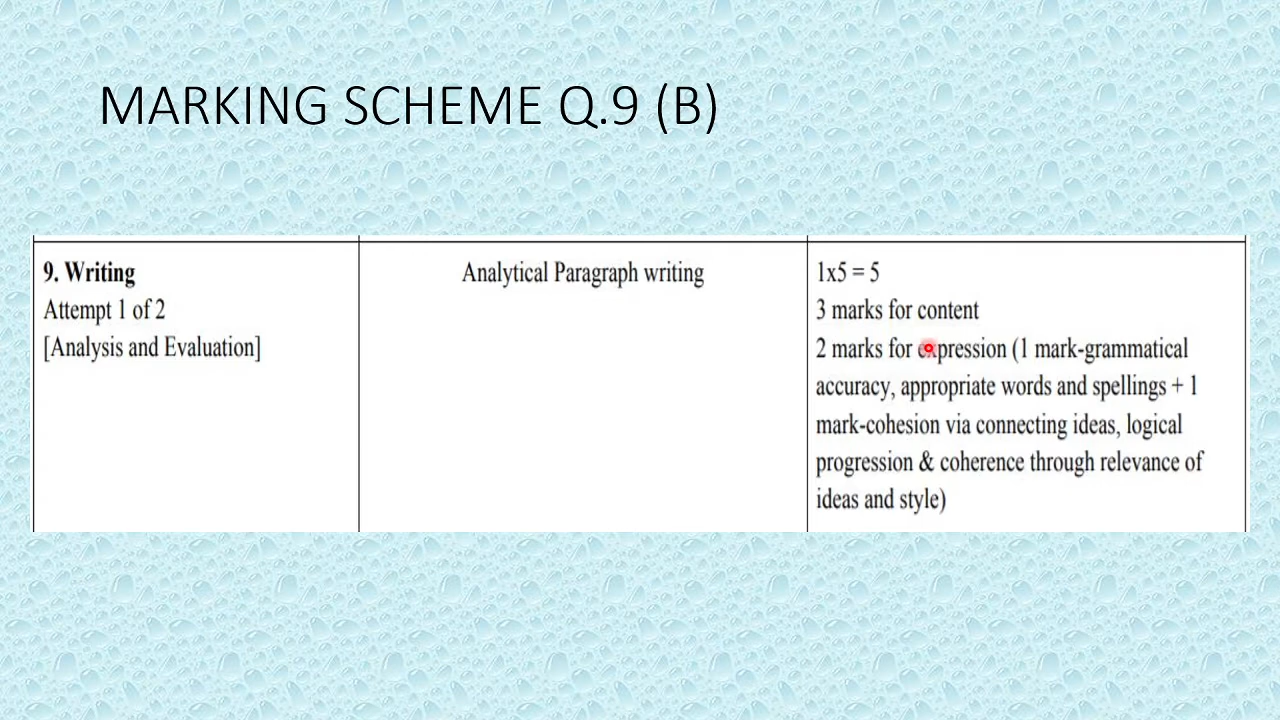 MARKING SCHEME Q.9 (B)
9. Writing
Attempt 1 of 2
[Analysis and Evaluation]
Analytical Paragraph writing
1x5 = 5
3 marks for content
2 marks for expression (1 mark-grammatical
accuracy, appropriate words and spellings + 1
mark-cohesion via connecting ideas, logical
progression & coherence through relevance of
ideas and style)